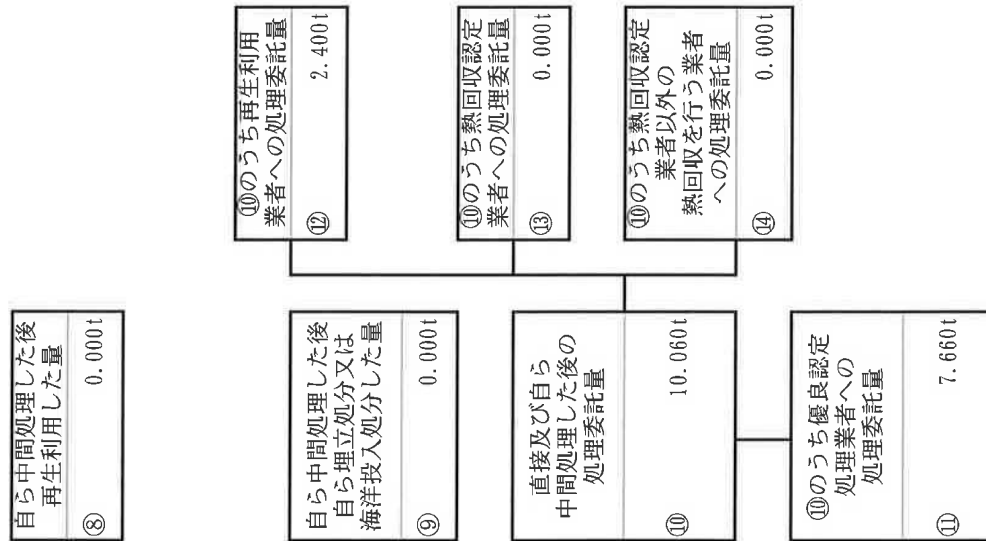 自ら中間処理した後
再生利用した量
⑧ 0.000t
自ら中間処理した後
自ら埋立処分又は
海洋投入処分した量
⑨ 0.000t
直接及び自ら
中間処理した後の
処理委託量
⑩ 10.060t
⑩のうち優良認定
処理業者への
処理委託量
⑪ 7.660t
⑩のうち再生利用
業者への処理委託量
⑫ 2.400t
⑩のうち熱回収認定
業者への処理委託量
⑬ 0.000t
⑩のうち熱回収認定
業者以外の
熱回収を行う業者
への処理委託量
⑭ 0.000t